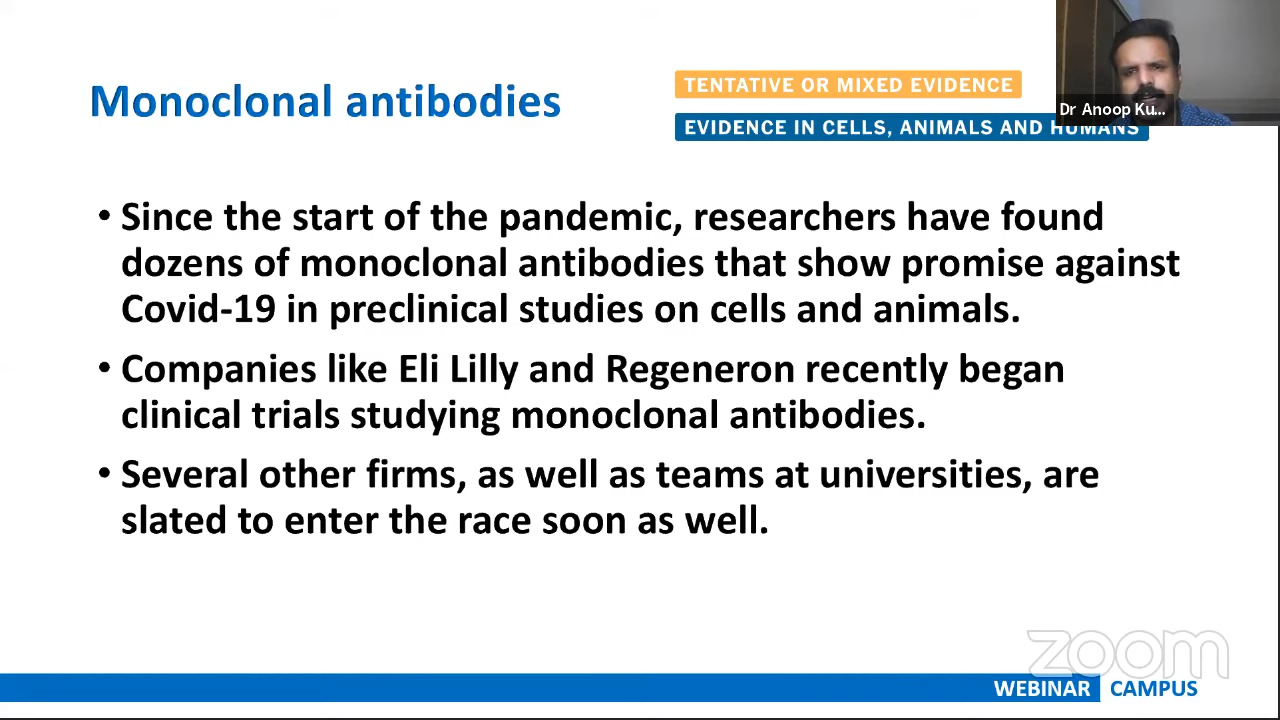 Monoclonal antibodies
TENTATIVE OR MIXED EVIDENCE
EVIDENCE IN CELLS, ANIMALS AND HUMANS
Dr Anoop Ku...
• Since the start of the pandemic, researchers have found
dozens of monoclonal antibodies that show promise against
Covid-19 in preclinical studies on cells and animals.
• Companies like Eli Lilly and Regeneron recently began
clinical trials studying monoclonal antibodies.
• Several other firms, as well as teams at universities, are
slated to enter the race soon as well.
zoom
WEBINAR CAMPUS